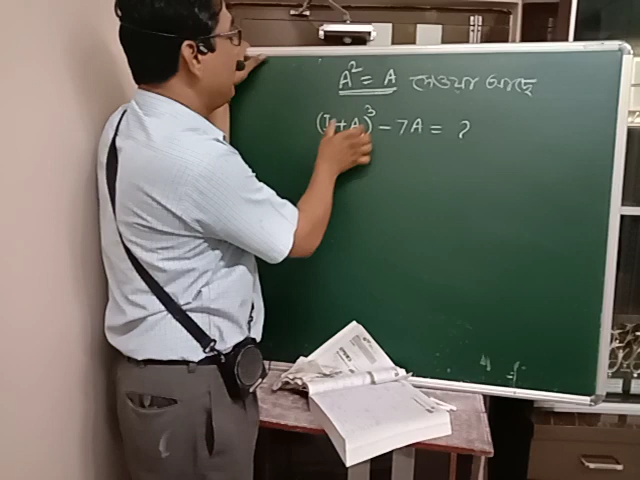 A² = A দেওয়া আছে
(I + A)³ - 7A = ?